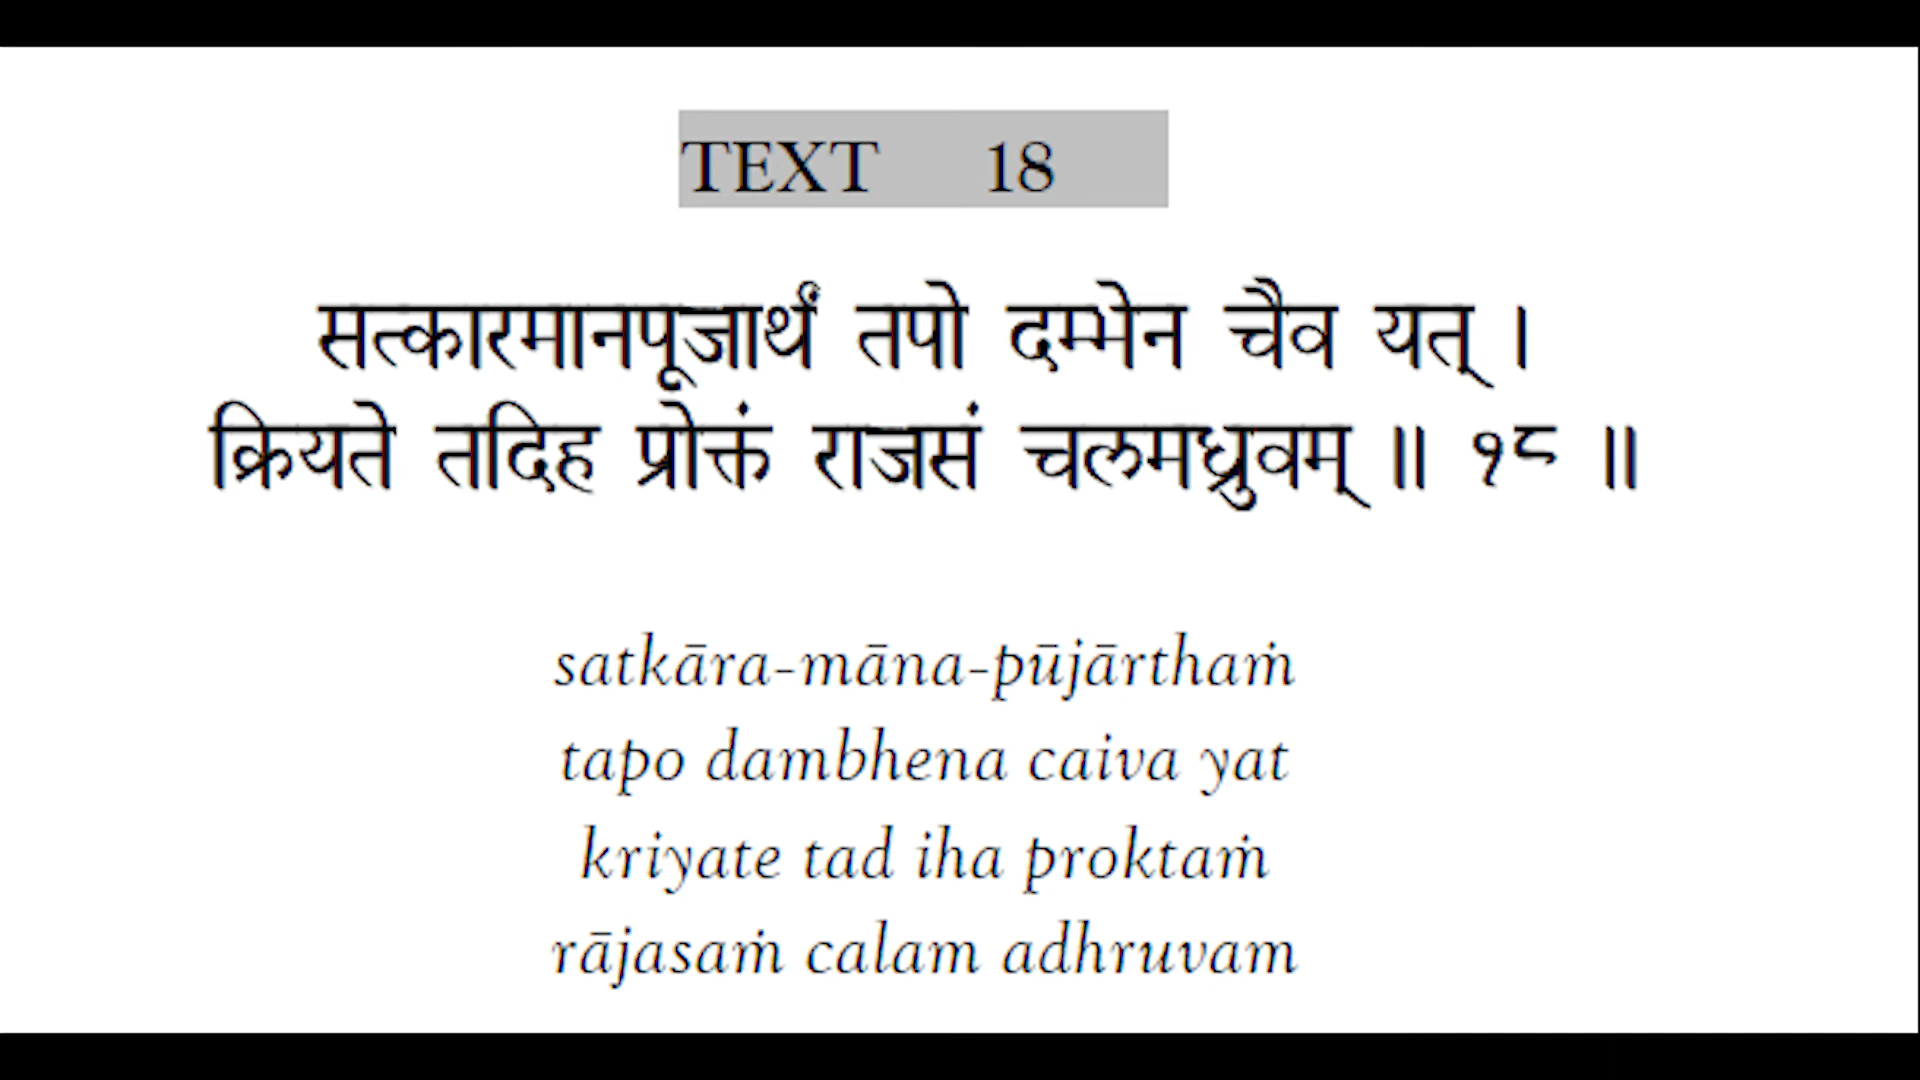 TEXT 18
सत्कारमानपूजार्थं तपो दम्भेन चैव यत् ।
क्रियते तदिह प्रोक्तं राजसं चलमध्रुवम् ॥ १८ ॥
satkāra-māna-pūjārthaṁ
tapo dambhena caiva yat
kriyate tad iha proktaṁ
rājasaṁ calam adhruvam